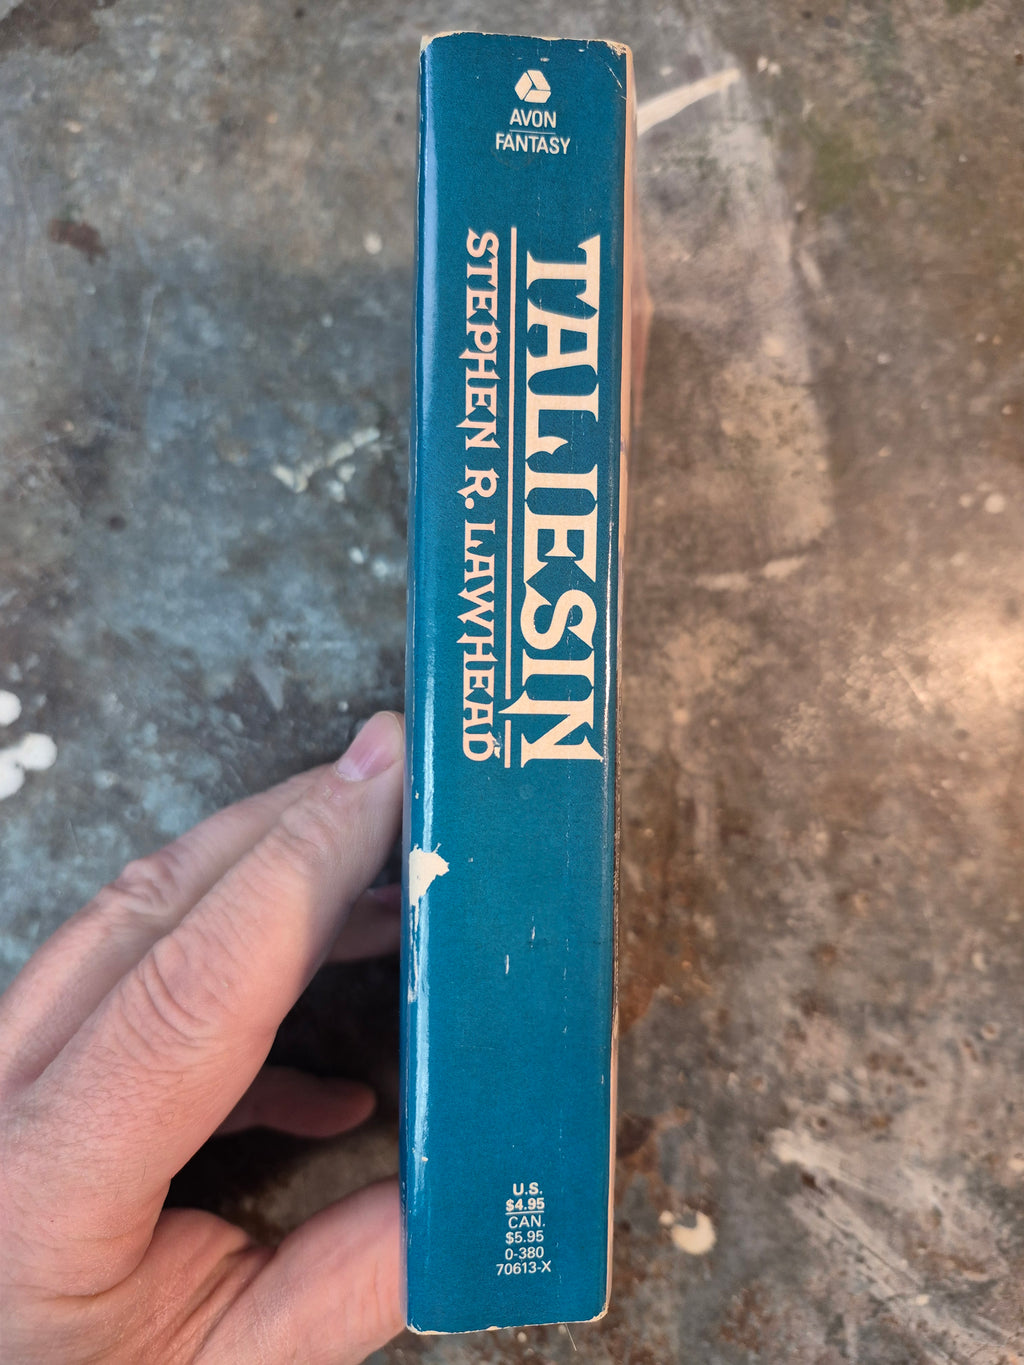 AVON
FANTASY
TALIESIN
STEPHEN R. LAWHEAD
U.S.
$4.95
CAN.
$5.95
0-380
70613-X